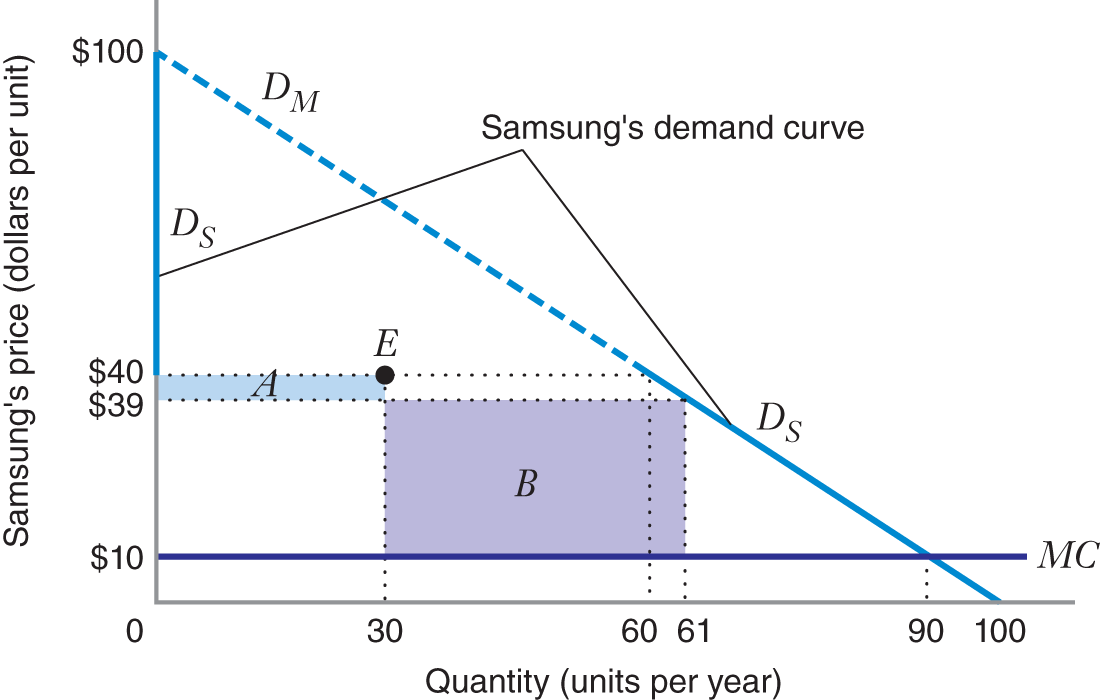 Samsung's price (dollars per unit)
$100
D_M
Samsung's demand curve
D_S
E
$40
A
$39
D_S
B
$10
MC
0
30
60
61
90
100
Quantity (units per year)